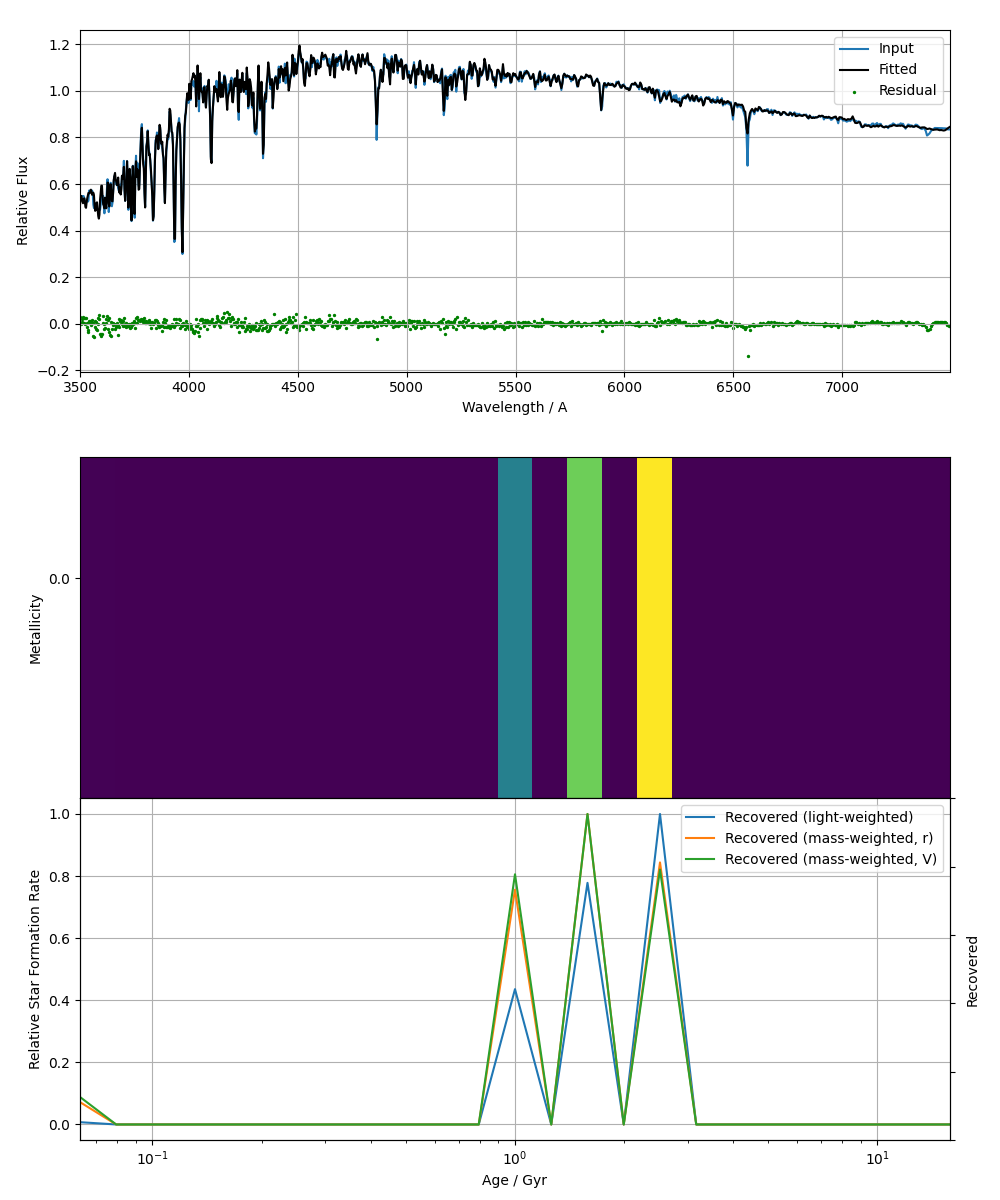 1.2
1.0
0.8
0.6
0.4
0.2
0.0
−0.2
Relative Flux
Input
Fitted
Residual
3500 4000 4500 5000 5500 6000 6500 7000
Wavelength / A
0.0
Metallicity
1.0
0.8
0.6
0.4
0.2
0.0
Relative Star Formation Rate
Recovered (light-weighted)
Recovered (mass-weighted, r)
Recovered (mass-weighted, V)
Recovered
10⁻¹ 10⁰ 10¹
Age / Gyr